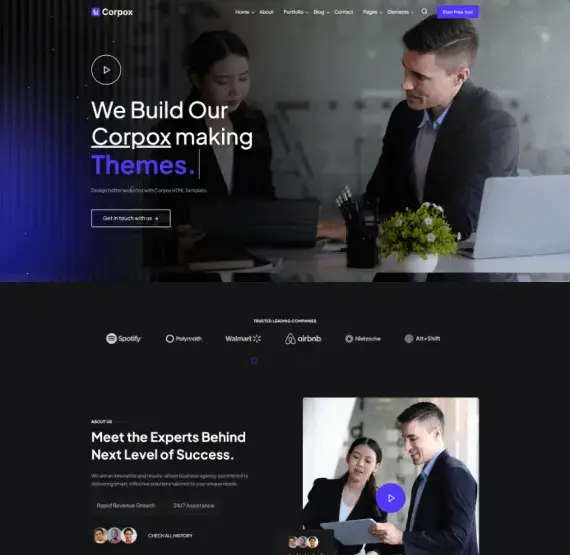 Corpox
Home About Portfolio Blog Contact Pages Elements Start Free Trial
We Build Our
Corpox making
Themes.
Design better websites with Corpox HTML Template.
Get in touch with us →
TRUSTED LEADING COMPANIES
Spotify Polymath Walmart airbnb Nietzsche Alt+Shift
ABOUT US
Meet the Experts Behind
Next Level of Success.
We are an innovative and results-driven business agency committed to
delivering smart, effective solutions tailored to your unique needs.
Rapid Revenue Growth 24/7 Assistance
CHECK ALL HISTORY